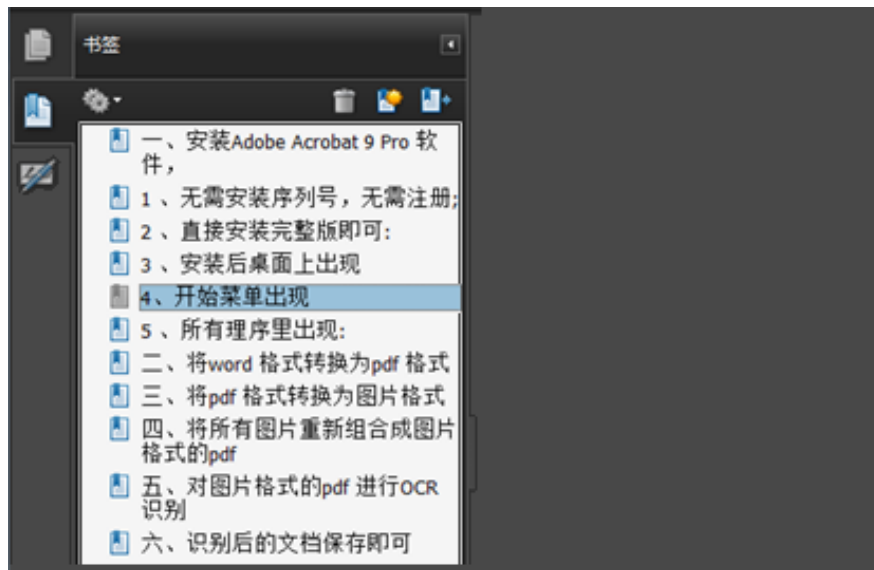 书签
一、安装Adobe Acrobat 9 Pro 软
件，
1 、无需安装序列号，无需注册;
2 、直接安装完整版即可:
3 、安装后桌面上出现
4、开始菜单出现
5 、所有理序里出现:
二、将word 格式转换为pdf 格式
三、将pdf 格式转换为图片格式
四、将所有图片重新组合成图片
格式的pdf
五、对图片格式的pdf 进行OCR
识别
六、识别后的文档保存即可